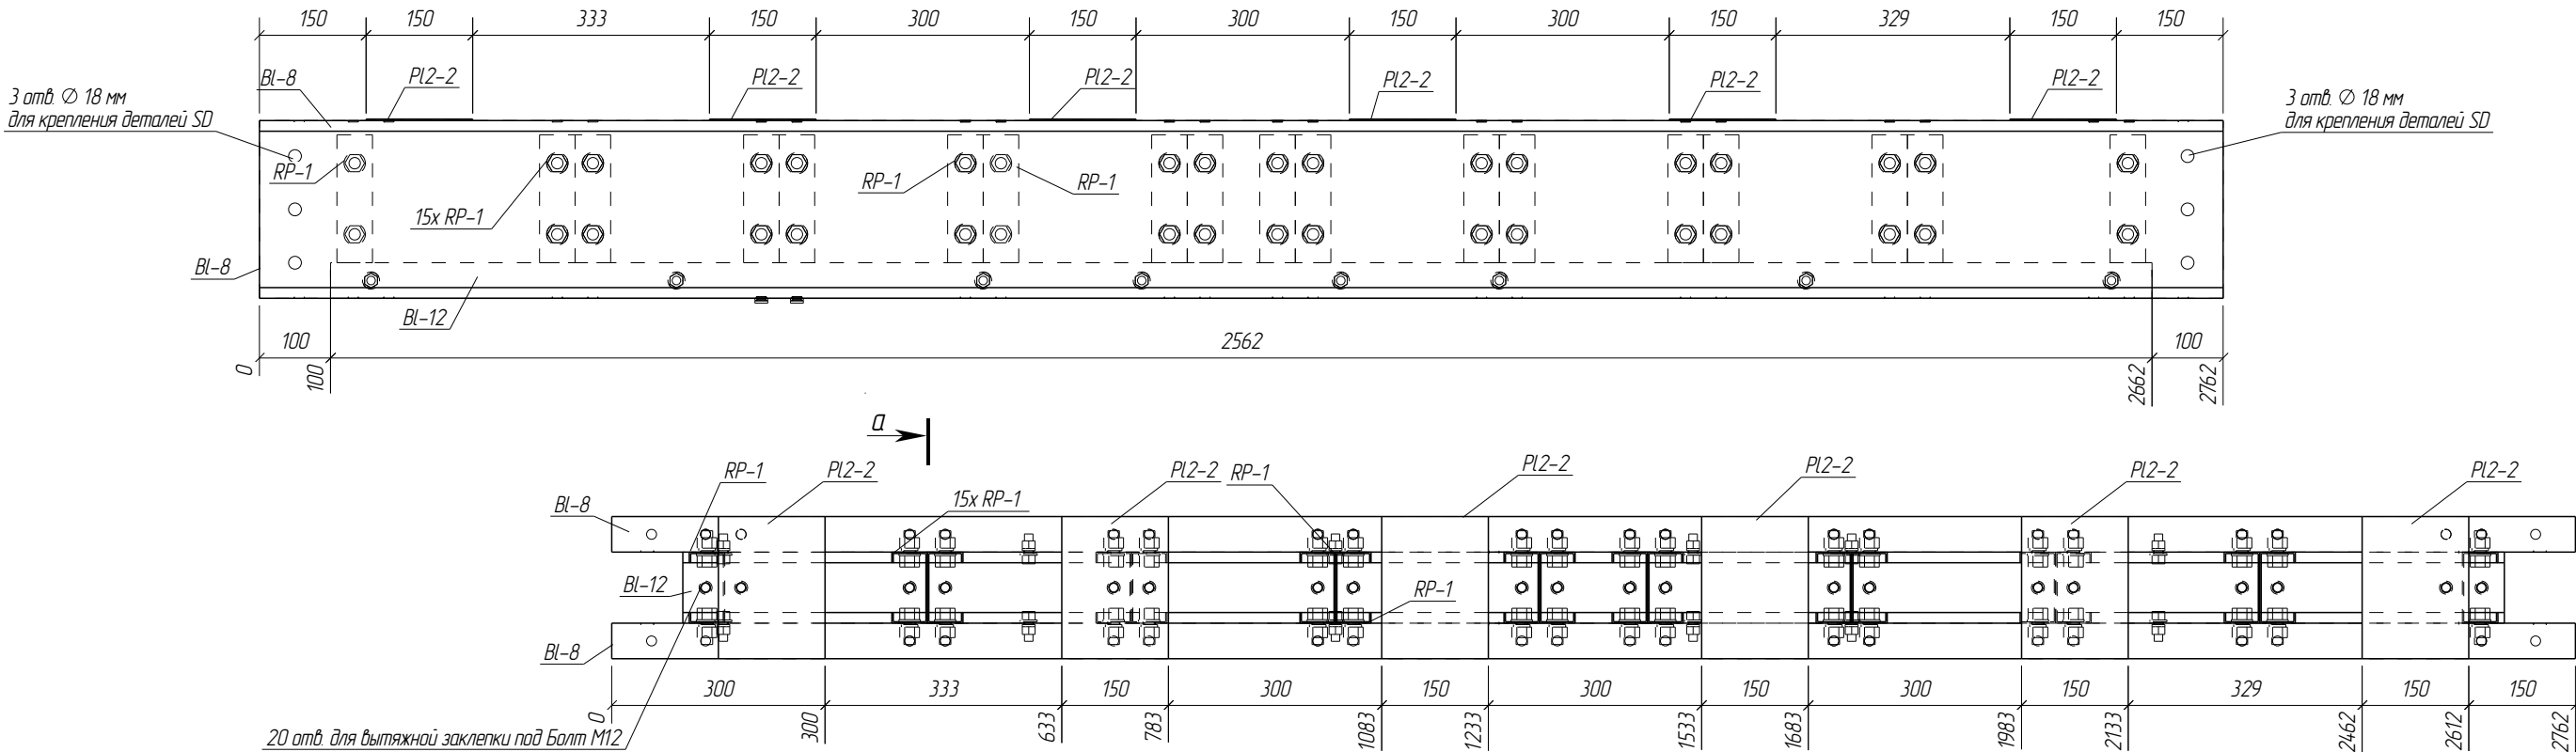 150 150 333 150 300 150 300 150 300 150 329 150 150
Bl-8 Pl2-2 Pl2-2 Pl2-2 Pl2-2 Pl2-2 Pl2-2
3 отв. ∅ 18 мм
для крепления деталей SD
3 отв. ∅ 18 мм
для крепления деталей SD
RP-1 15x RP-1 RP-1 RP-1
Bl-8
Bl-12
100 2562 100
0 100 2662 2762
а
RP-1 Pl2-2 Pl2-2 RP-1 Pl2-2 Pl2-2 Pl2-2 Pl2-2
Bl-8 15x RP-1
Bl-12 RP-1
Bl-8
300 333 150 300 150 300 150 300 150 329 150 150
0 300 633 783 1083 1233 1533 1683 1983 2133 2462 2612 2762
20 отв. для вытяжной заклепки под Болт М12